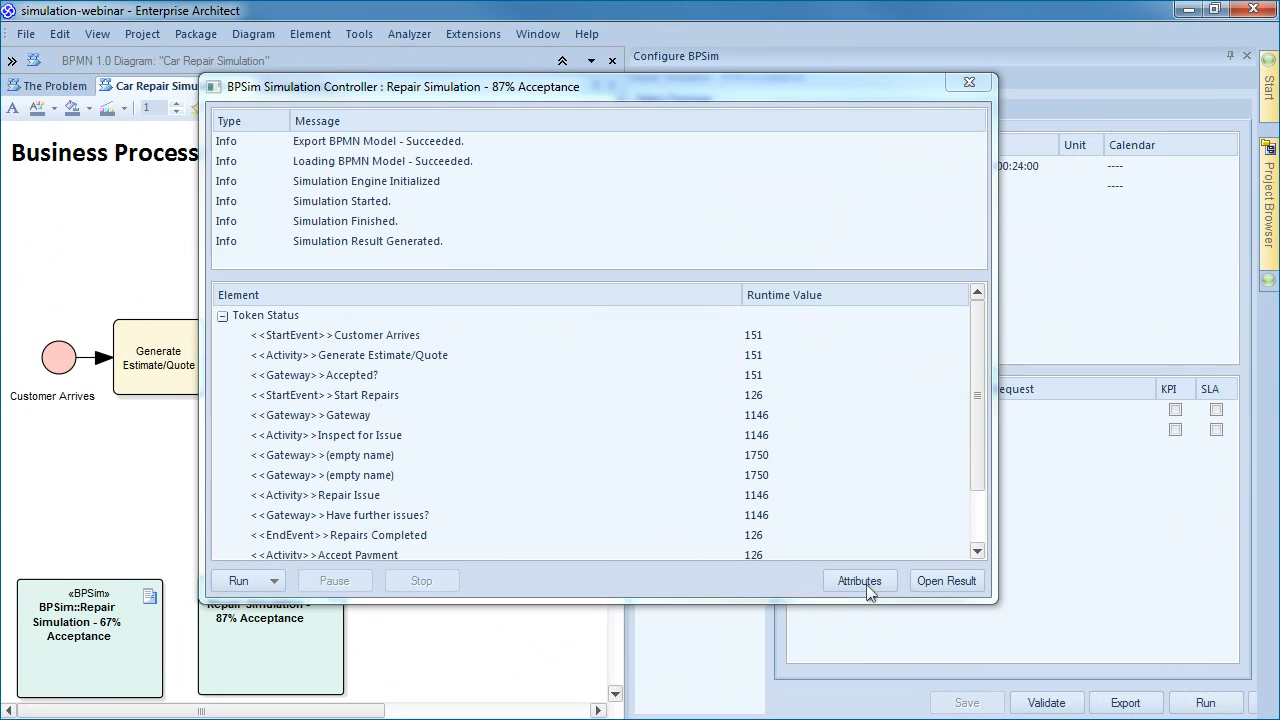 simulation-webinar - Enterprise Architect
File Edit View Project Package Diagram Element Tools Analyzer Extensions Window Help
BPMN 1.0 Diagram: "Car Repair Simulation"
Configure BPSim
The Problem
Car Repair Simu
1
Business Process
Customer Arrives
Generate
Estimate/Quote
BPSim Simulation Controller : Repair Simulation - 87% Acceptance
Type Message
Info Export BPMN Model - Succeeded.
Info Loading BPMN Model - Succeeded.
Info Simulation Engine Initialized
Info Simulation Started.
Info Simulation Finished.
Info Simulation Result Generated.
Element Runtime Value
Token Status
<<StartEvent>>Customer Arrives 151
<<Activity>>Generate Estimate/Quote 151
<<Gateway>>Accepted? 151
<<StartEvent>>Start Repairs 126
<<Gateway>>Gateway 1146
<<Activity>>Inspect for Issue 1146
<<Gateway>>(empty name) 1750
<<Gateway>>(empty name) 1750
<<Activity>>Repair Issue 1146
<<Gateway>>Have further issues? 1146
<<EndEvent>>Repairs Completed 126
<<Activity>>Accept Payment 126
Run Pause Stop Attributes Open Result
«BPSim»
BPSim::Repair
Simulation - 67%
Acceptance
Repair Simulation -
87% Acceptance
Unit Calendar
00:24:00 ----
----
equest KPI SLA
Save Validate Export Run
Start
Project Browser